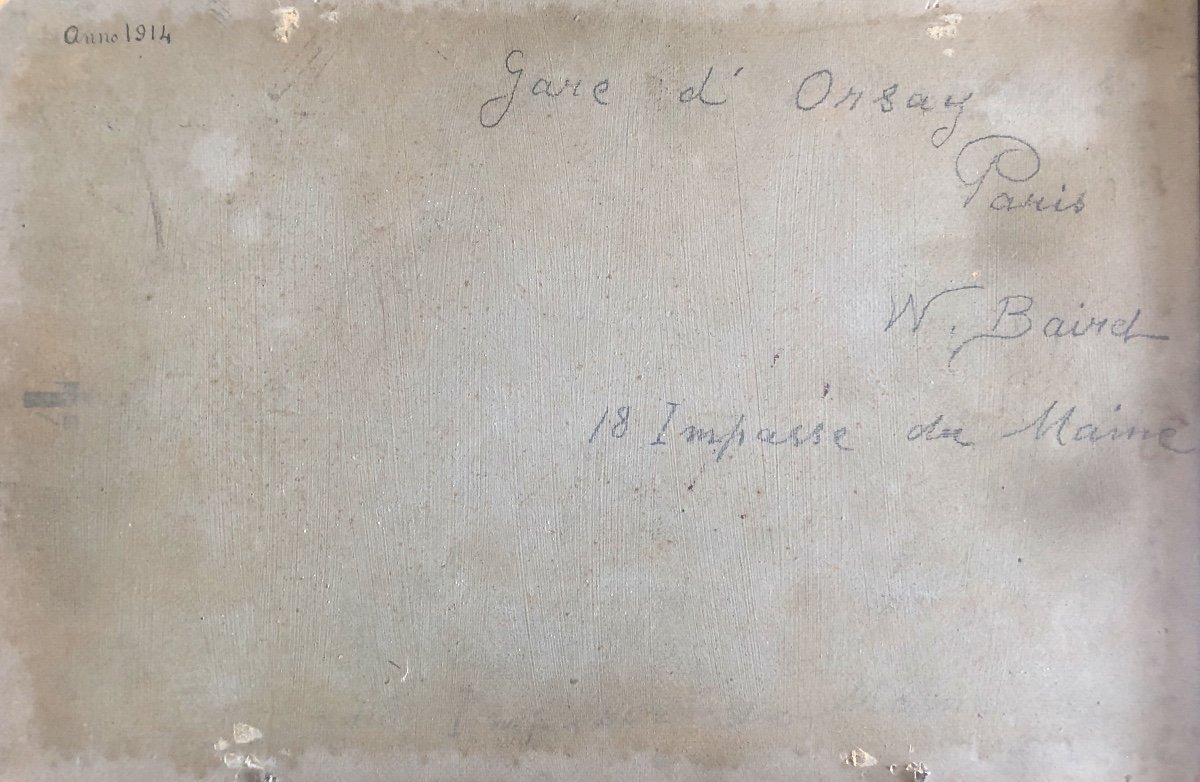 Anno 1914
Gare d' Orsay
Paris
W. Baird
18 Impasse du Maine